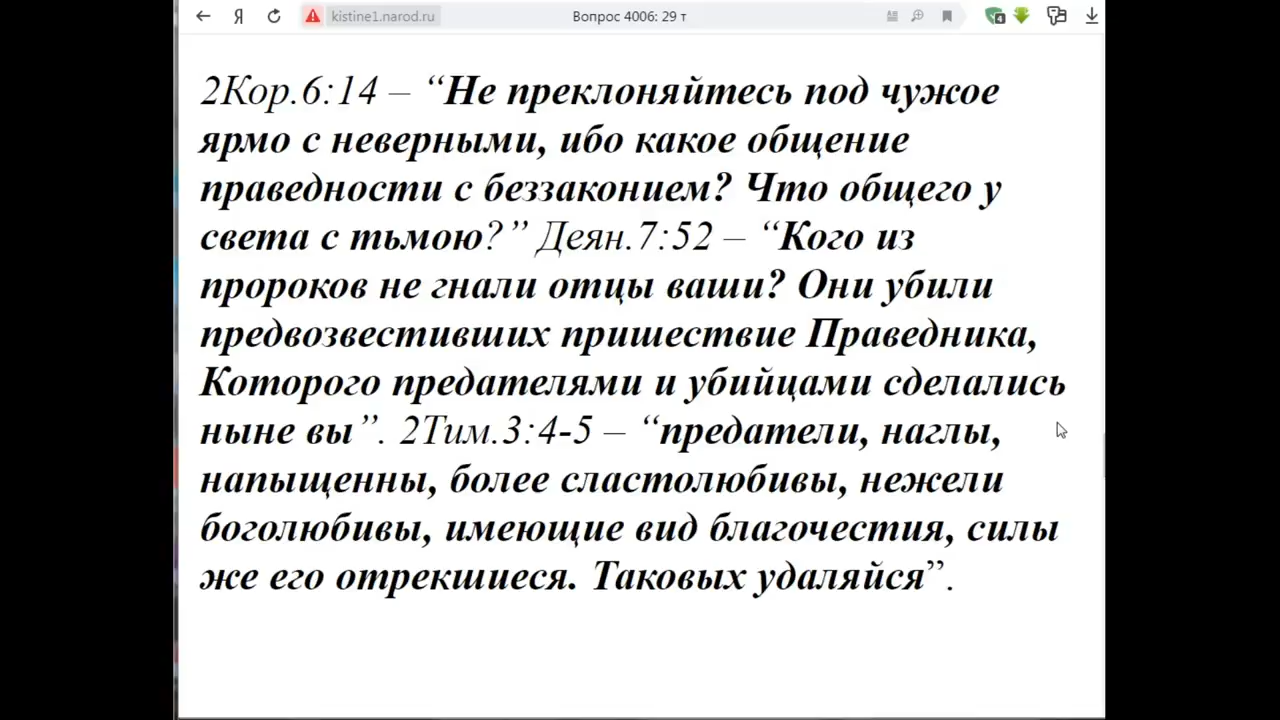 Я kistine1.narod.ru Вопрос 4006: 29 т 4
2Кор.6:14 – “Не преклоняйтесь под чужое
ярмо с неверными, ибо какое общение
праведности с беззаконием? Что общего у
света с тьмою?” Деян.7:52 – “Кого из
пророков не гнали отцы ваши? Они убили
предвозвестивших пришествие Праведника,
Которого предателями и убийцами сделались
ныне вы”. 2Тим.3:4-5 – “предатели, наглы,
напыщенны, более сластолюбивы, нежели
боголюбивы, имеющие вид благочестия, силы
же его отрекшиеся. Таковых удаляйся”.